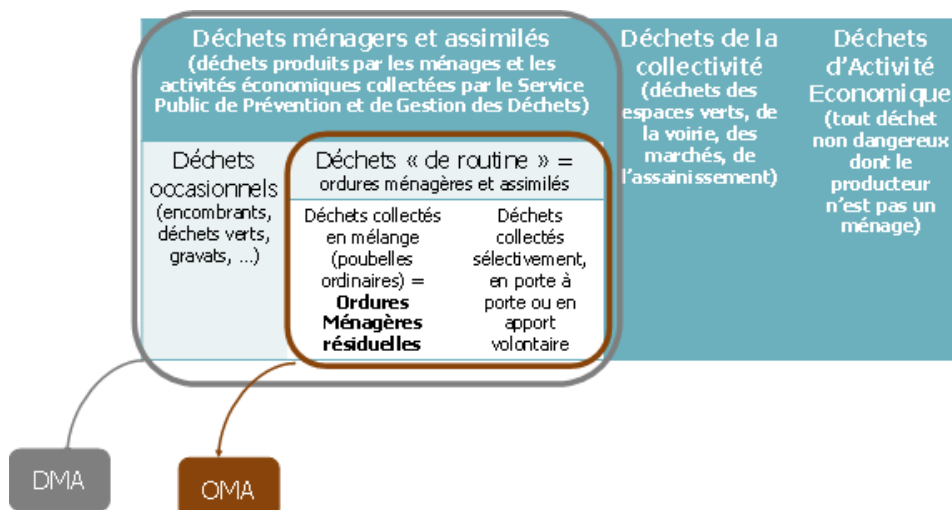 Déchets ménagers et assimilés
(déchets produits par les ménages et les
activités économiques collectées par le Service
Public de Prévention et de Gestion des Déchets)
Déchets de la
collectivité
(déchets des
espaces verts, de
la voirie, des
marchés, de
l'assainissement)
Déchets
d'Activité
Economique
(tout déchet
non dangereux
dont le
producteur
n'est pas un
ménage)
Déchets
occasionnels
(encombrants,
déchets verts,
gravats, ...)
Déchets « de routine » =
ordures ménagères et assimilés
Déchets collectés
en mélange
(poubelles
ordinaires) =
Ordures
Ménagères
résiduelles
Déchets
collectés
sélectivement,
en porte à
porte ou en
apport
volontaire
DMA
OMA